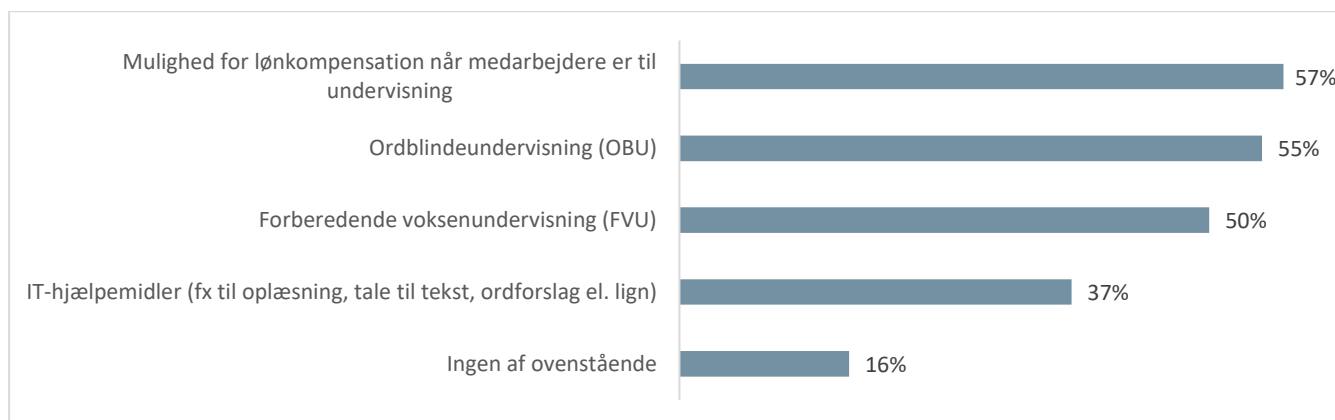 Mulighed for lønkompensation når medarbejdere er til
undervisning
57%
Ordblindeundervisning (OBU)
55%
Forberedende voksenundervisning (FVU)
50%
IT-hjælpemidler (fx til oplæsning, tale til tekst, ordforslag el. lign)
37%
Ingen af ovenstående
16%